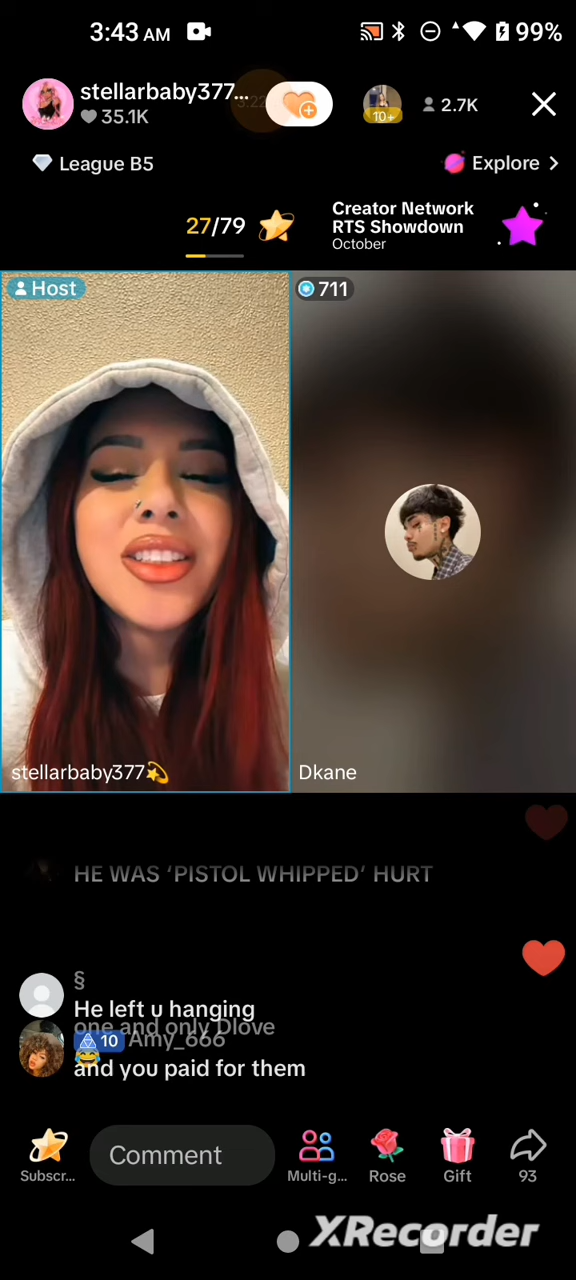 3:43 AM
99%
stellarbaby377...
35.1K
10+
2.7K
League B5
Explore >
27/79
Creator Network
RTS Showdown
October
Host
711
stellarbaby377
Dkane
HE WAS ‘PISTOL WHIPPED’ HURT
§
He left u hanging
one and only Dlove
10 Amy_666
and you paid for them
Subscr...
Comment
Multi-g...
Rose
Gift
93
XRecorder